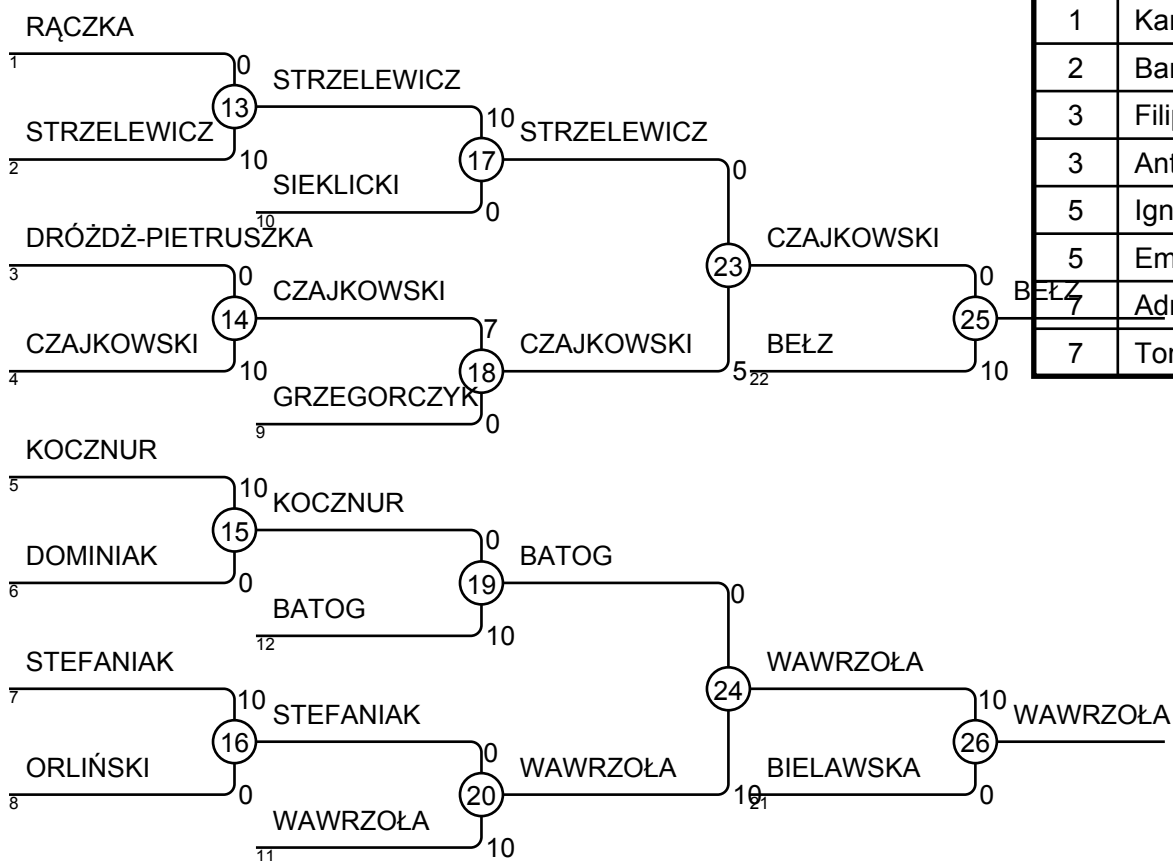 RĄCZKA
1
0
13
STRZELEWICZ
STRZELEWICZ
2
10
10
17
STRZELEWICZ
SIEKLICKI
10
0
0
DRÓŻDŻ-PIETRUSZKA
3
0
14
CZAJKOWSKI
CZAJKOWSKI
4
10
7
18
CZAJKOWSKI
GRZEGORCZYK
9
0
5
23
CZAJKOWSKI
0
BEŁZ
22
10
25
BEŁZ
KOCZNUR
5
10
15
KOCZNUR
DOMINIAK
6
0
0
19
BATOG
BATOG
12
10
0
STEFANIAK
7
10
16
STEFANIAK
ORLIŃSKI
8
0
0
20
WAWRZOŁA
WAWRZOŁA
11
10
10
24
WAWRZOŁA
10
BIELAWSKA
21
0
26
WAWRZOŁA
1
2
3
3
5
5
7
7